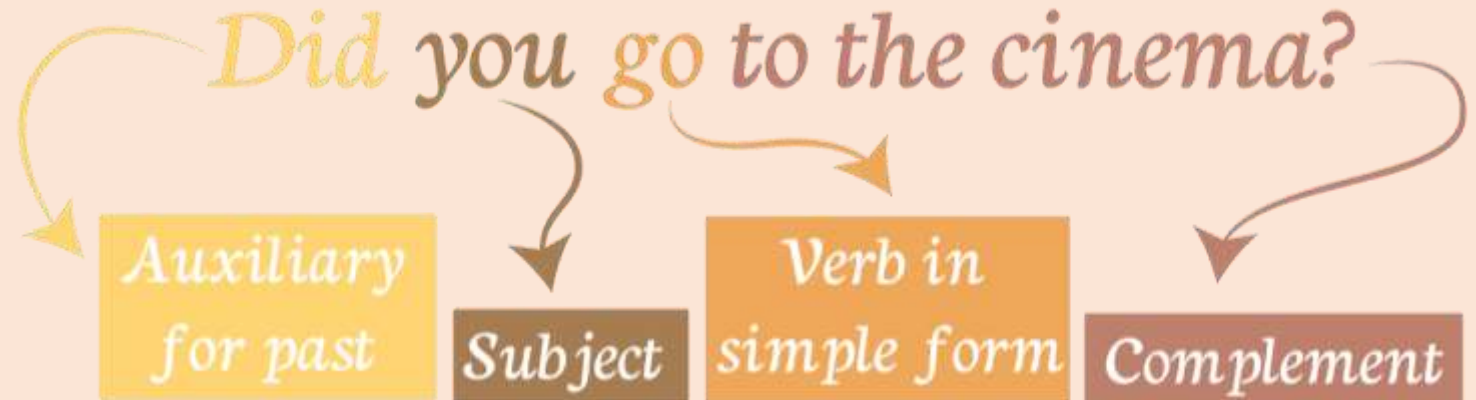 Did you go to the cinema?
Auxiliary
for past
Subject
Verb in
simple form
Complement